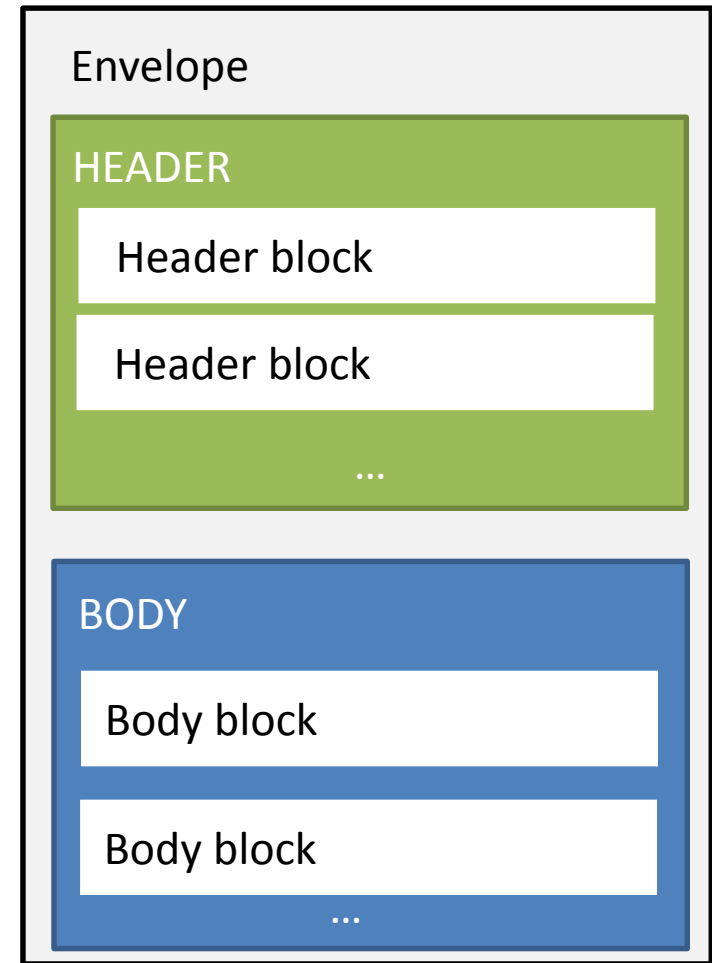 Envelope
HEADER
Header block
Header block
...
BODY
Body block
Body block
...